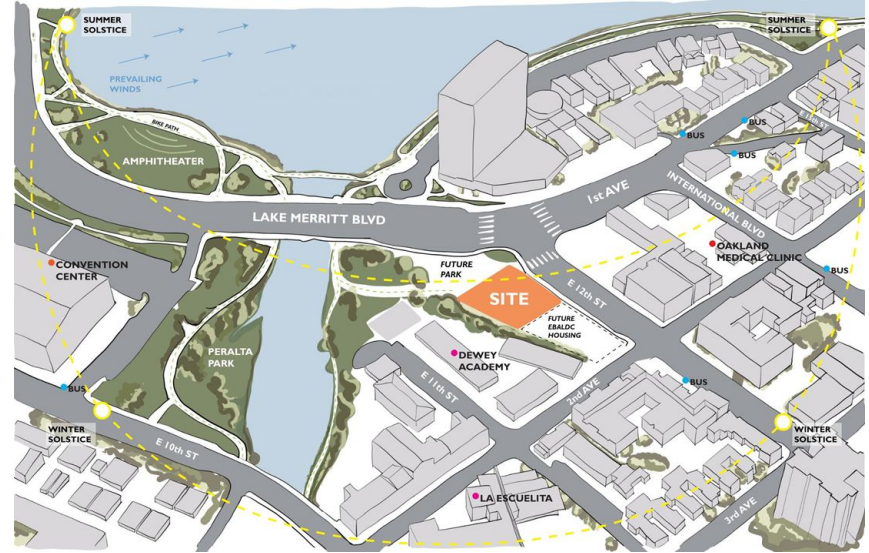 SUMMER
SOLSTICE
SUMMER
SOLSTICE
PREVAILING
WINDS
BIKE PATH
AMPHITHEATER
BUS
E 11th ST
BUS
BUS
1st AVE
INTERNATIONAL BLVD
LAKE MERRITT BLVD
CONVENTION
CENTER
OAKLAND
MEDICAL CLINIC
BUS
FUTURE
PARK
SITE
E 12th ST
FUTURE
EBALDC
HOUSING
PERALTA
PARK
DEWEY
ACADEMY
E 11th ST
2nd AVE
BUS
BUS
WINTER
SOLSTICE
WINTER
SOLSTICE
E 10th ST
LA ESCUELITA
3rd AVE